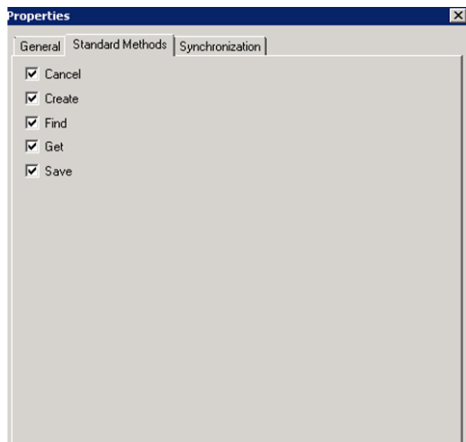 Properties
General Standard Methods Synchronization
Cancel
Create
Find
Get
Save